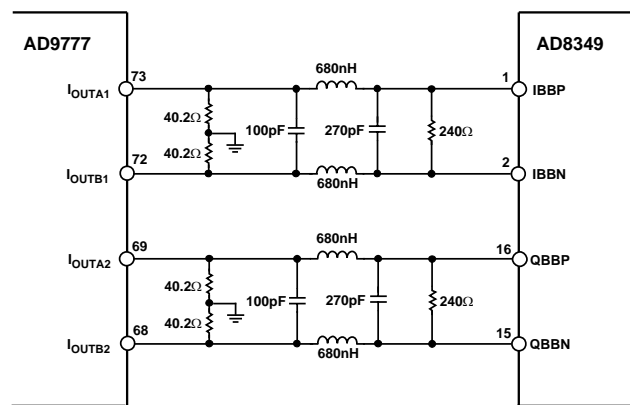 AD9777
AD8349
680nH
IOUTA1
73
1
IBBP
40.2Ω
100pF
270pF
240Ω
40.2Ω
72
2
IOUTB1
IBBN
680nH
680nH
69
16
IOUTA2
QBBP
40.2Ω
100pF
270pF
240Ω
40.2Ω
68
15
IOUTB2
QBBN
680nH